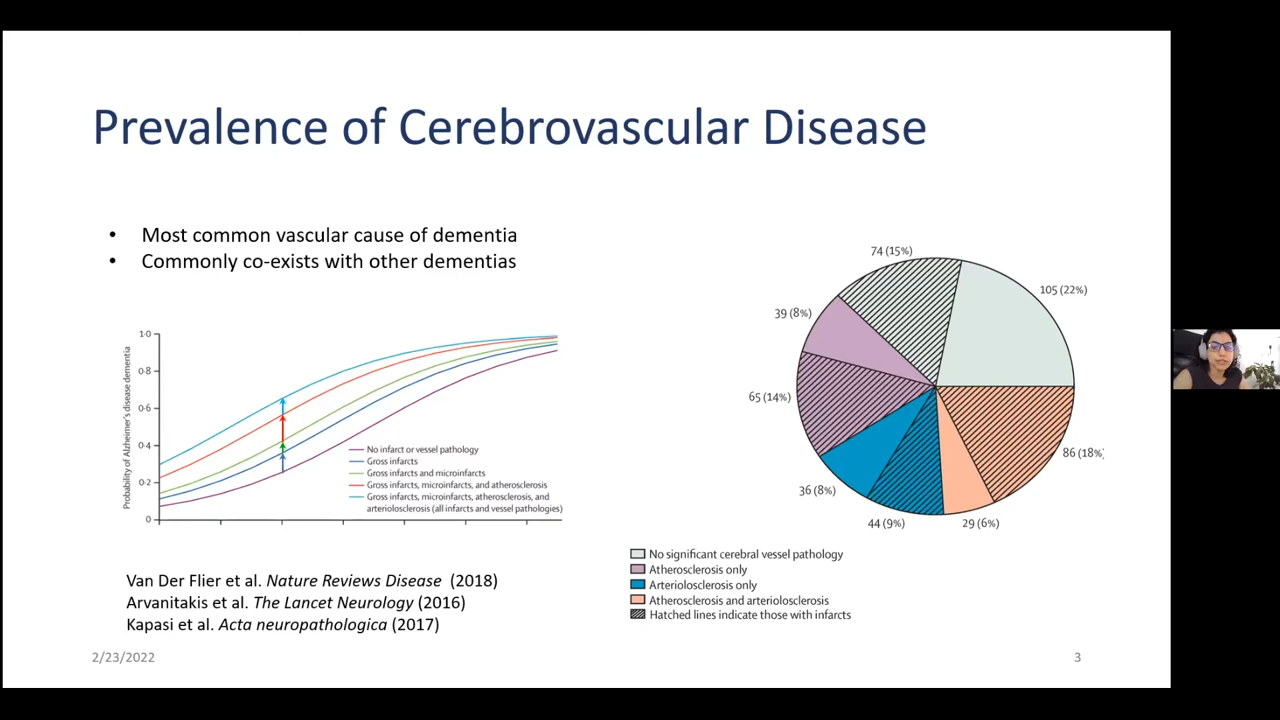 Prevalence of Cerebrovascular Disease
• Most common vascular cause of dementia
• Commonly co-exists with other dementias
Probability of Alzheimer's disease dementia
1·0
0·8
0·6
0·4
0·2
0
No infarct or vessel pathology
Gross infarcts
Gross infarcts and microinfarcts
Gross infarcts, microinfarcts, and atherosclerosis
Gross infarcts, microinfarcts, atherosclerosis, and
arteriolosclerosis (all infarcts and vessel pathologies)
74 (15%)
105 (22%)
39 (8%)
65 (14%)
86 (18%)
36 (8%)
44 (9%)
29 (6%)
No significant cerebral vessel pathology
Atherosclerosis only
Arteriolosclerosis only
Atherosclerosis and arteriolosclerosis
Hatched lines indicate those with infarcts
Van Der Flier et al. Nature Reviews Disease (2018)
Arvanitakis et al. The Lancet Neurology (2016)
Kapasi et al. Acta neuropathologica (2017)
2/23/2022
3